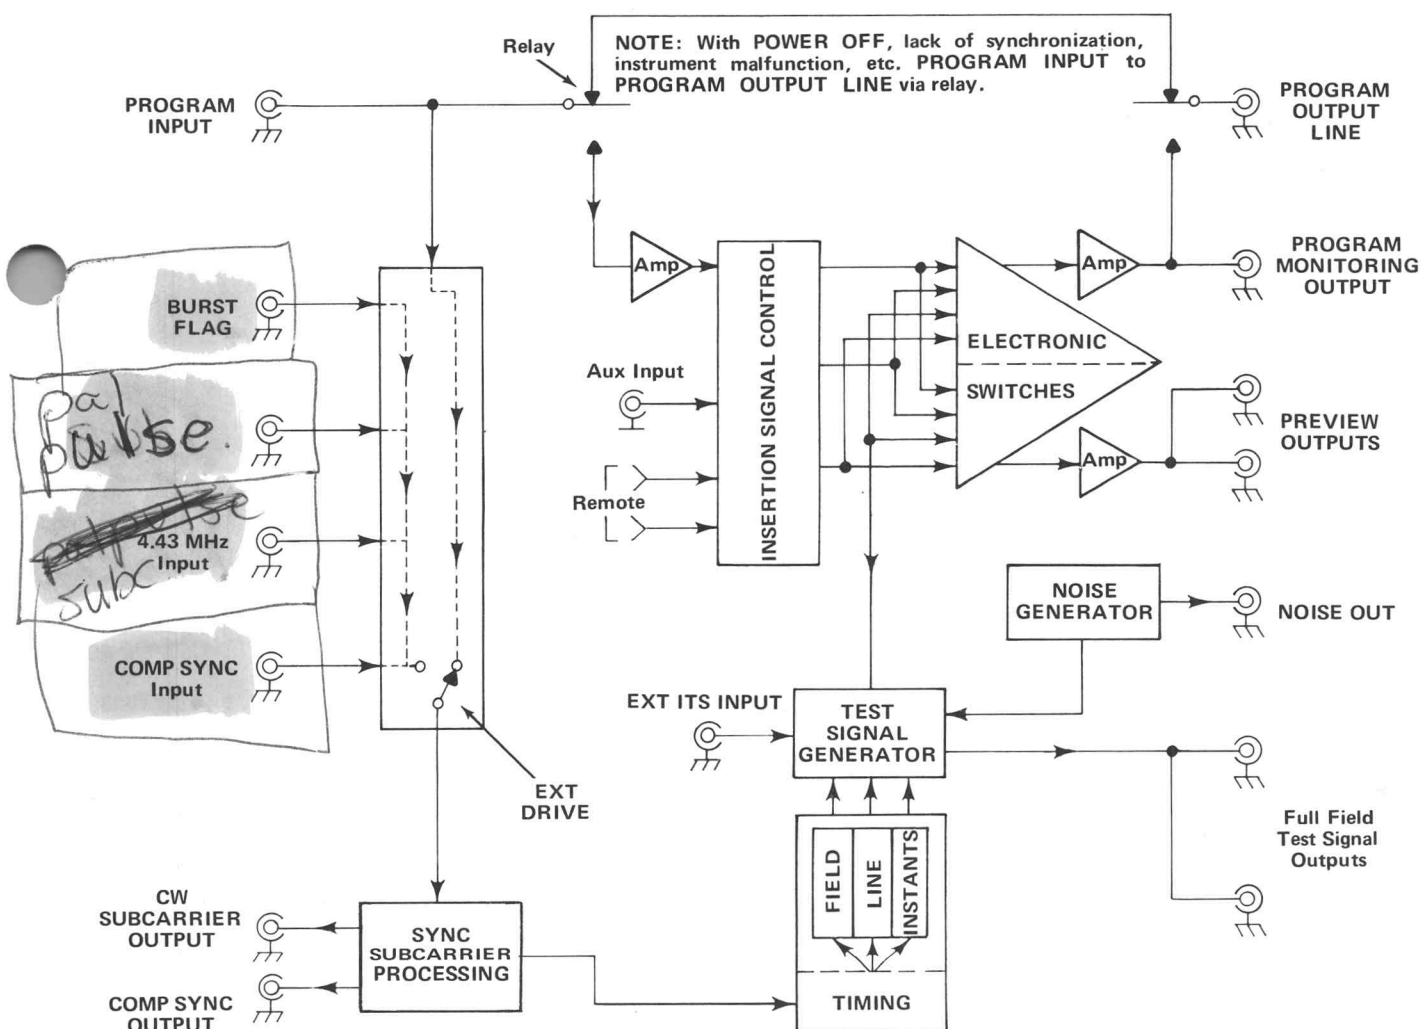 Relay
NOTE: With POWER OFF, lack of synchronization,
instrument malfunction, etc. PROGRAM INPUT to
PROGRAM OUTPUT LINE via relay.
PROGRAM
INPUT
PROGRAM
OUTPUT
LINE
BURST
FLAG
Amp
INSERTION SIGNAL CONTROL
Amp
PROGRAM
MONITORING
OUTPUT
ELECTRONIC
SWITCHES
pal
pulse.
Aux Input
Remote
Amp
PREVIEW
OUTPUTS
4.43 MHz
Input
subc
COMP SYNC
Input
NOISE
GENERATOR
NOISE OUT
EXT ITS INPUT
TEST
SIGNAL
GENERATOR
EXT
DRIVE
FIELD
LINE
INSTANTS
TIMING
Full Field
Test Signal
Outputs
CW
SUBCARRIER
OUTPUT
SYNC
SUBCARRIER
PROCESSING
COMP SYNC
OUTPUT